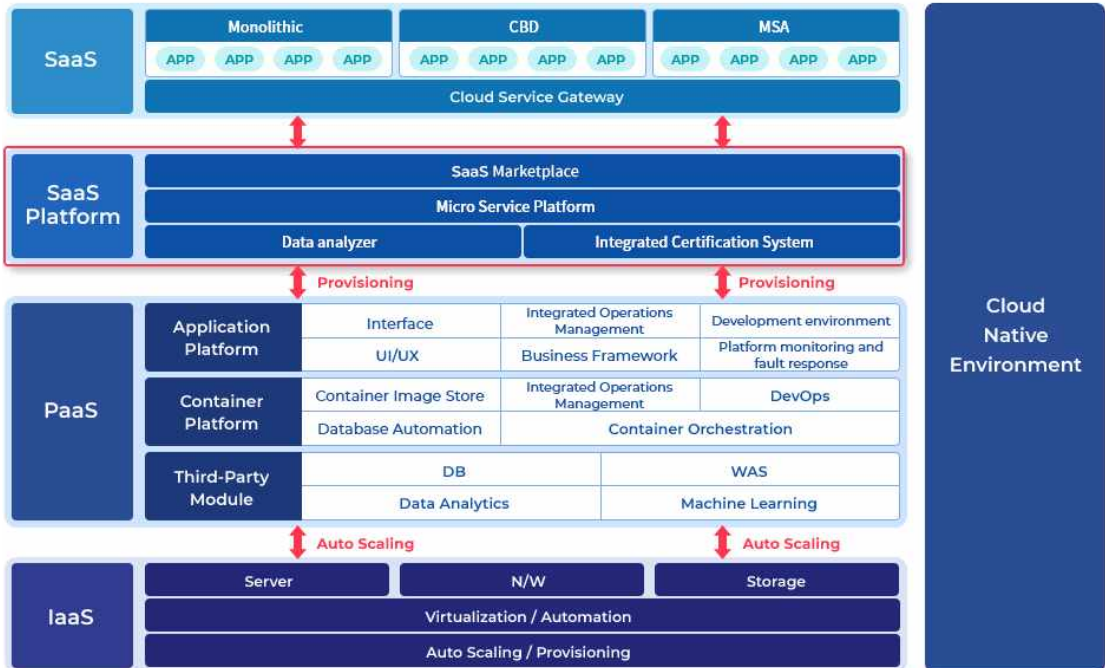 SaaS
Monolithic
APP APP APP APP
CBD
APP APP APP APP
MSA
APP APP APP APP
Cloud Service Gateway
SaaS
Platform
SaaS Marketplace
Micro Service Platform
Data analyzer
Integrated Certification System
Provisioning
Provisioning
PaaS
Application
Platform
Interface
Integrated Operations
Management
Development environment
UI/UX
Business Framework
Platform monitoring and
fault response
Container
Platform
Container Image Store
Integrated Operations
Management
DevOps
Database Automation
Container Orchestration
Third-Party
Module
DB
WAS
Data Analytics
Machine Learning
Auto Scaling
Auto Scaling
IaaS
Server
N/W
Storage
Virtualization / Automation
Auto Scaling / Provisioning
Cloud
Native
Environment